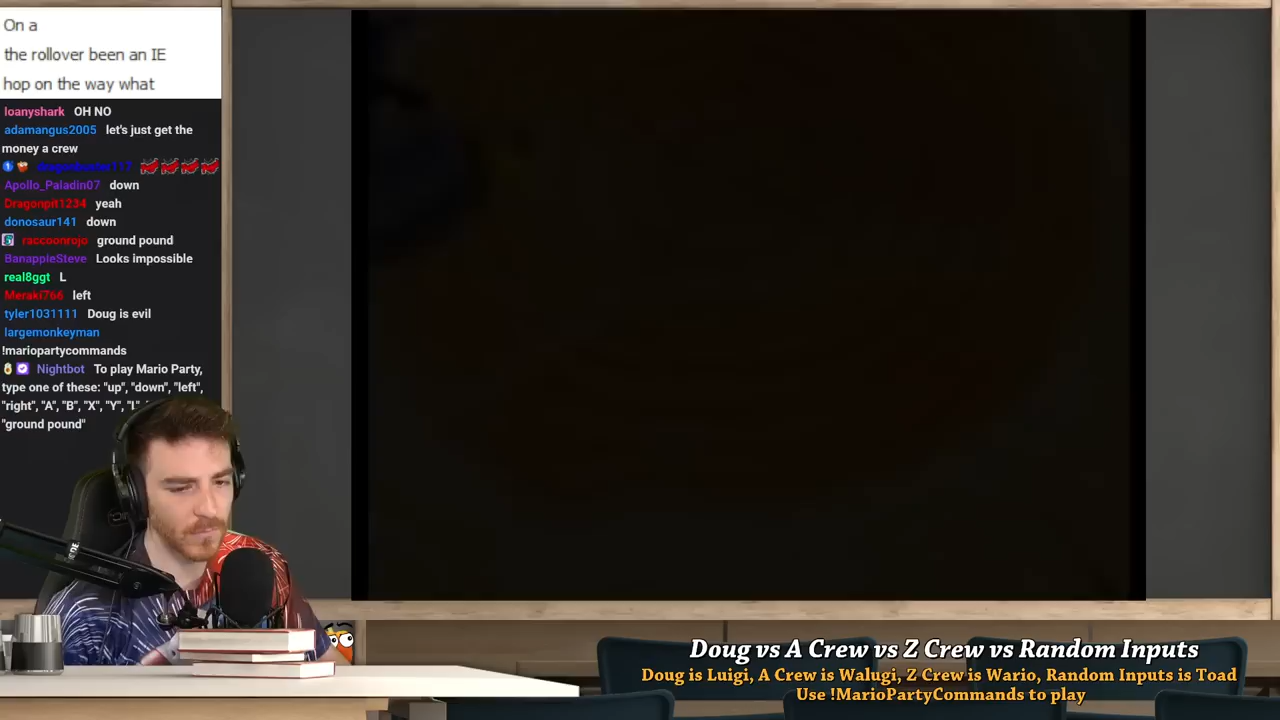 On a
the rollover been an IE
hop on the way what
loanyshark OH NO
adamangus2005 let's just get the
money a crew
Apollo_Paladin07 down
Dragonpit1234 yeah
donosaur141 down
raccoonrojo ground pound
BanappleSteve Looks impossible
real8ggt L
Meraki766 left
tyler1031111 Doug is evil
largemonkeyman
!mariopartycommands
Nightbot To play Mario Party,
type one of these: "up", "down", "left",
"right", "A", "B", "X", "Y", "L",
"ground pound"
Doug vs A Crew vs Z Crew vs Random Inputs
Doug is Luigi, A Crew is Walugi, Z Crew is Wario, Random Inputs is Toad
Use !MarioPartyCommands to play